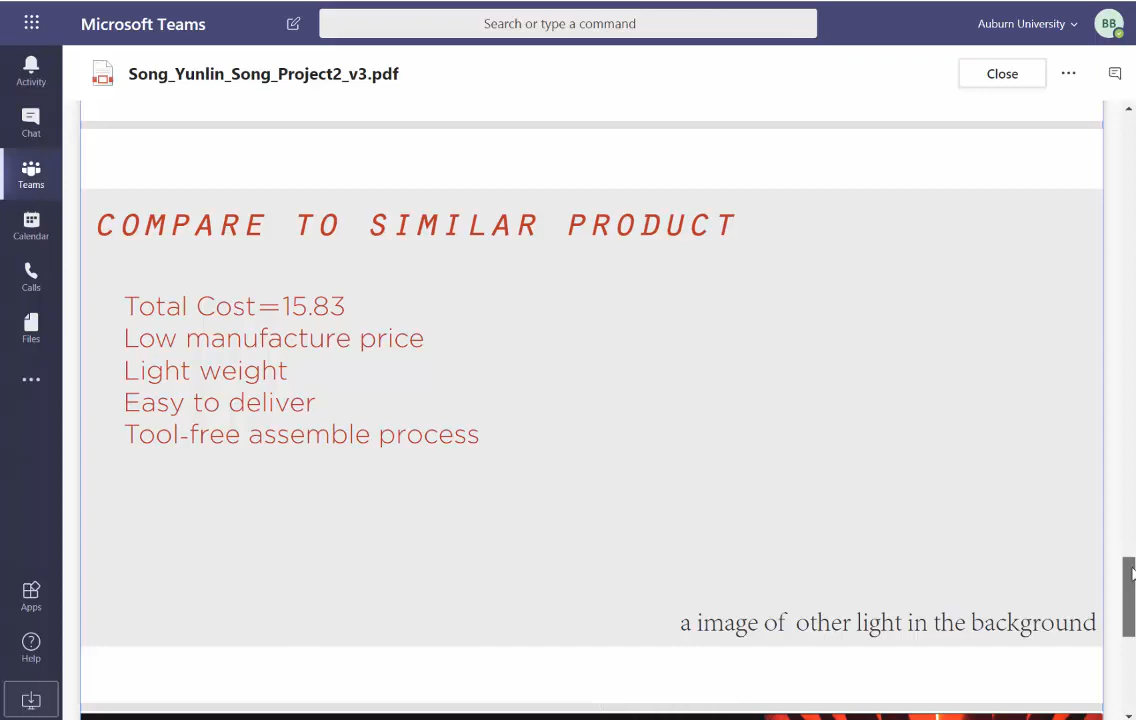 Microsoft Teams
Search or type a command
Auburn University
BB
Activity
Chat
Teams
Calendar
Calls
Files
Apps
Help
Song_Yunlin_Song_Project2_v3.pdf
Close
COMPARE TO SIMILAR PRODUCT
Total Cost=15.83
Low manufacture price
Light weight
Easy to deliver
Tool-free assemble process
a image of other light in the background